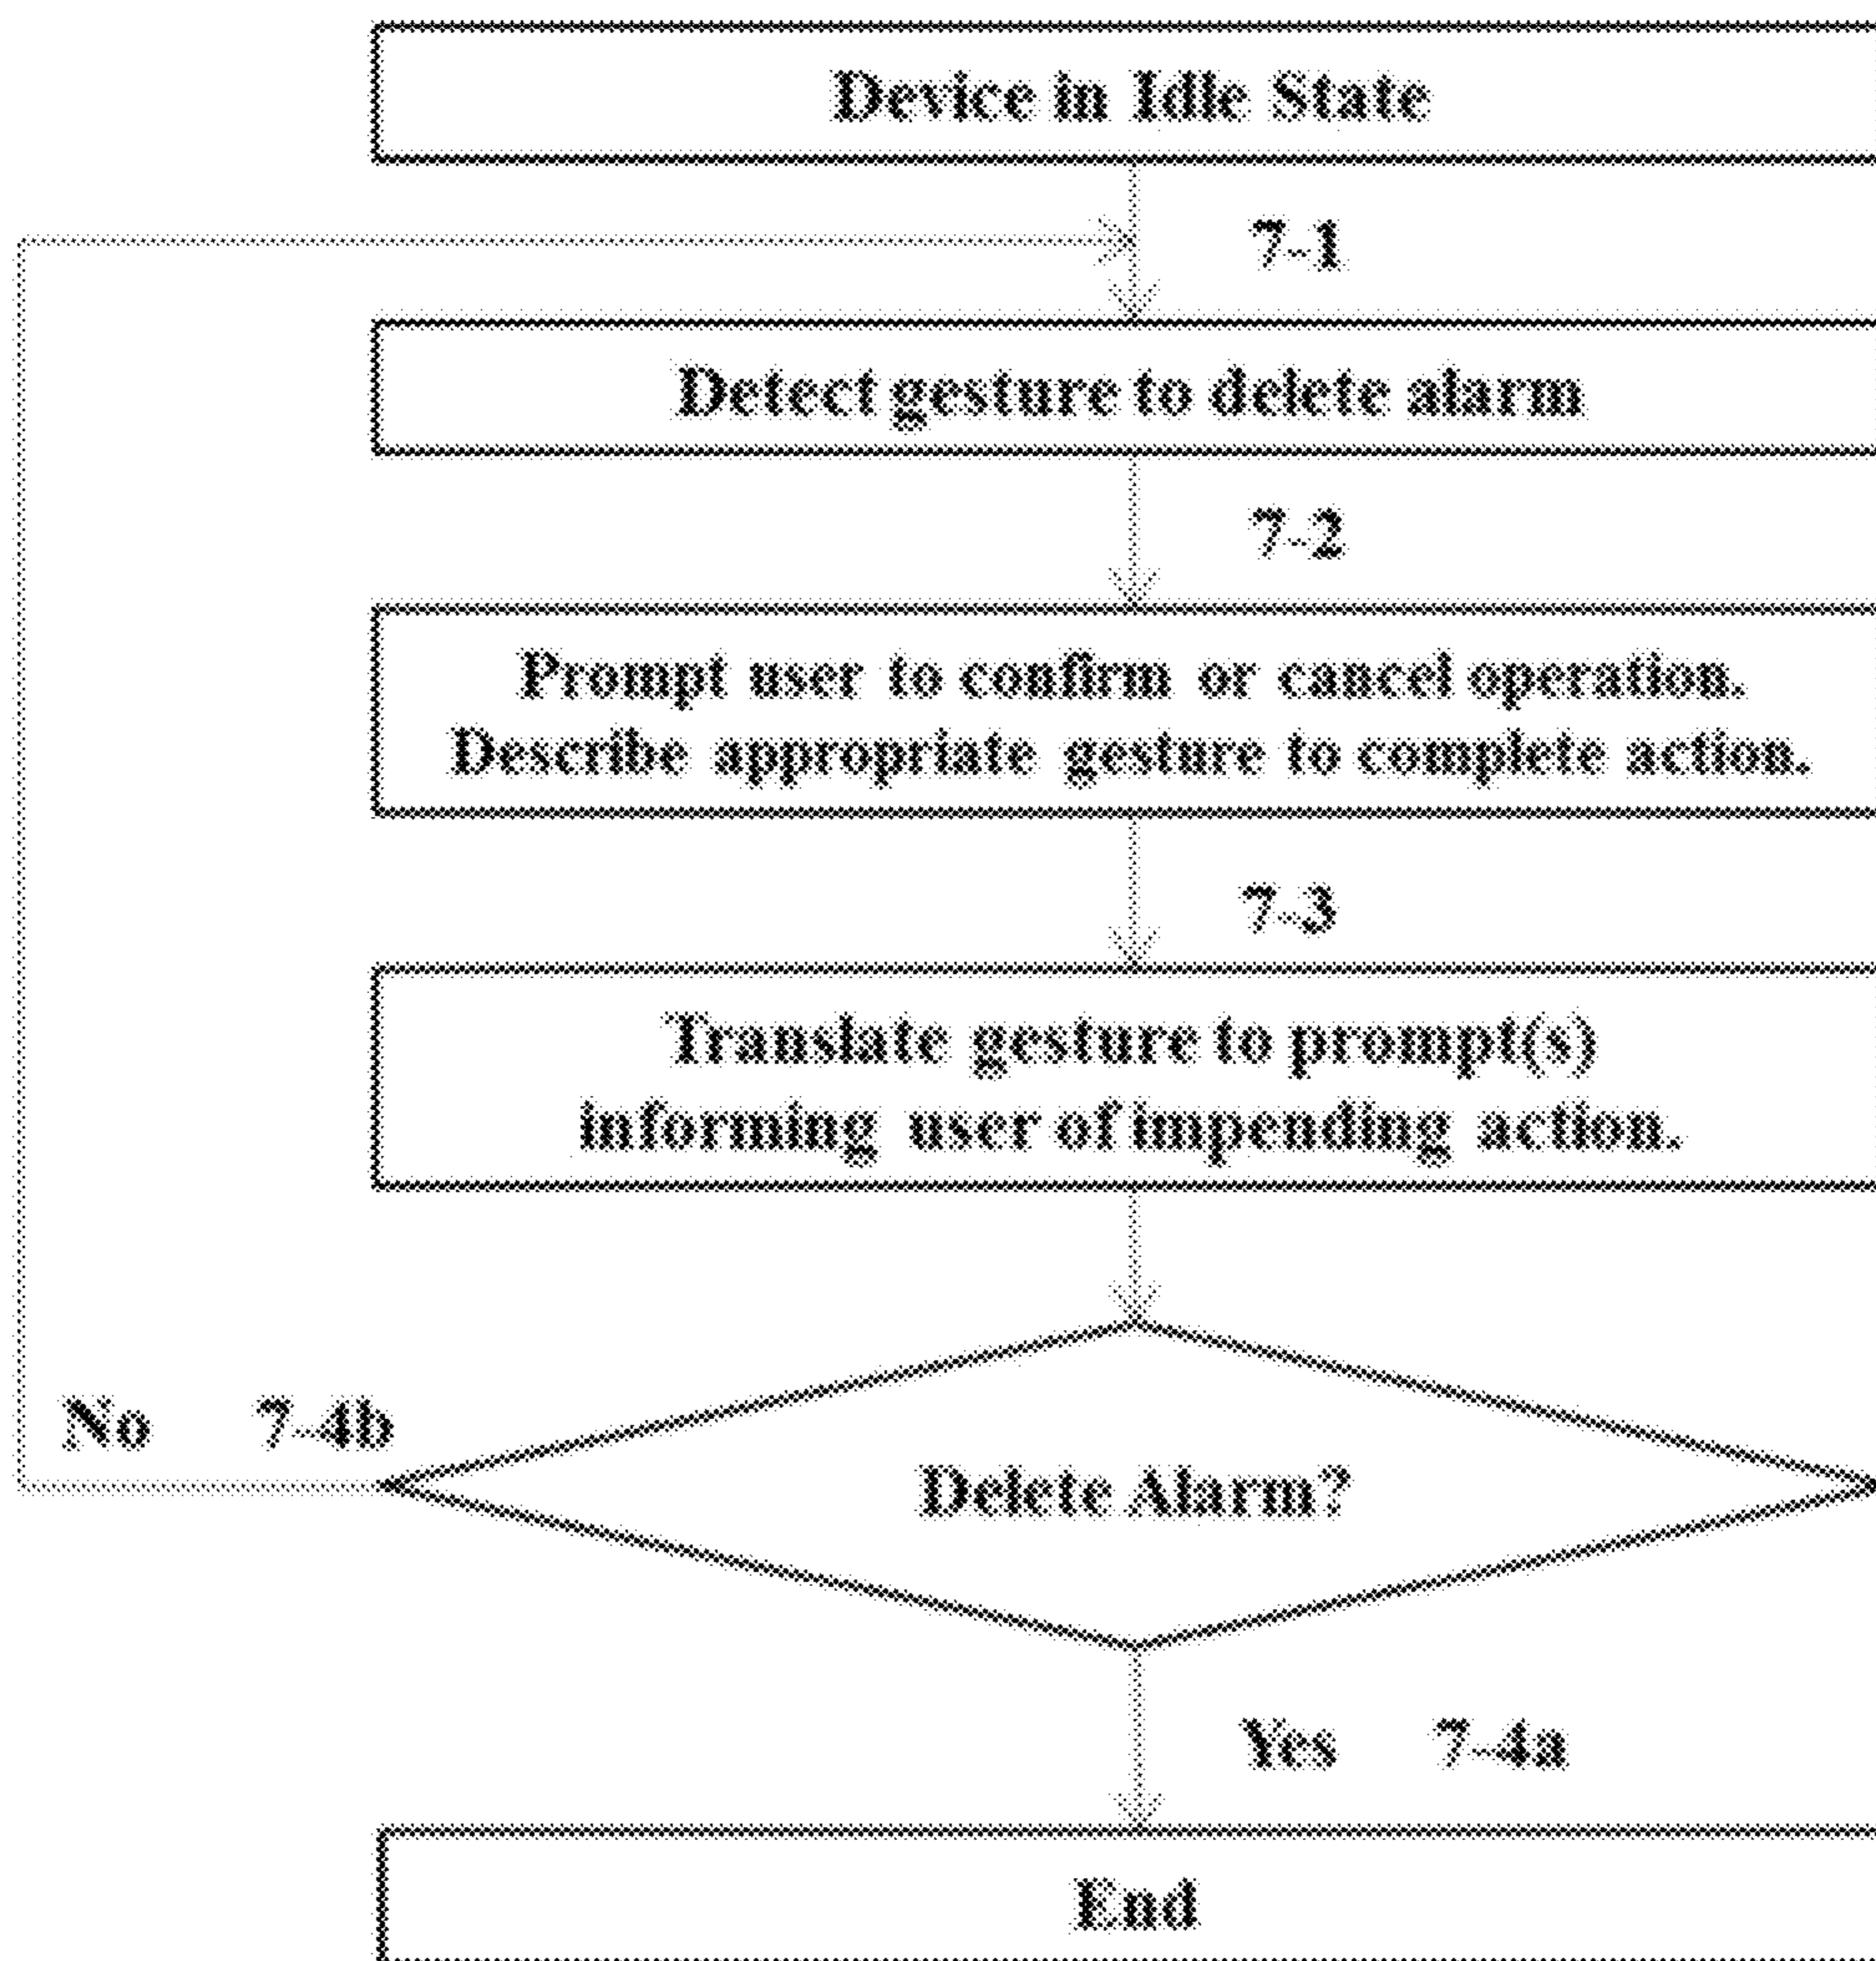 Device in Idle State
7-1
Detect gesture to delete alarm
7-2
Prompt user to confirm or cancel operation.
Describe appropriate gesture to complete action.
7-3
Translate gesture to prompt(s)
informing user of impending action.
No 7-4b
Delete Alarm?
Yes 7-4a
End